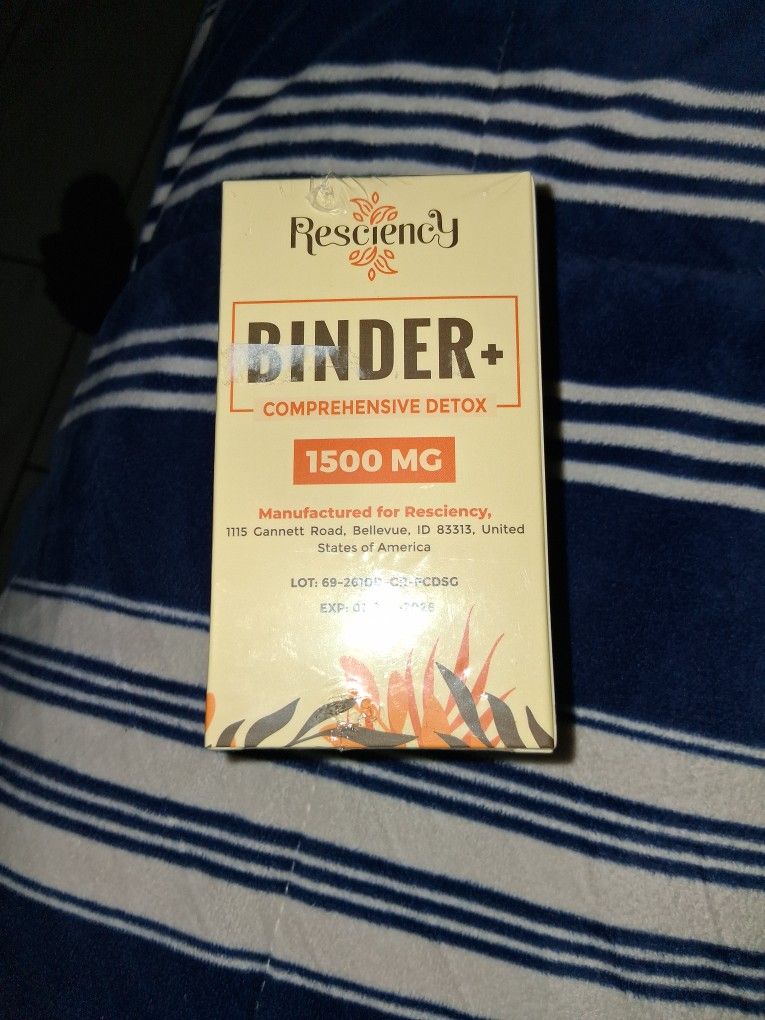 Resciency
BINDER+
COMPREHENSIVE DETOX
1500 MG
Manufactured for Resciency,
1115 Gannett Road, Bellevue, ID 83313, United
States of America
LOT:
EXP: